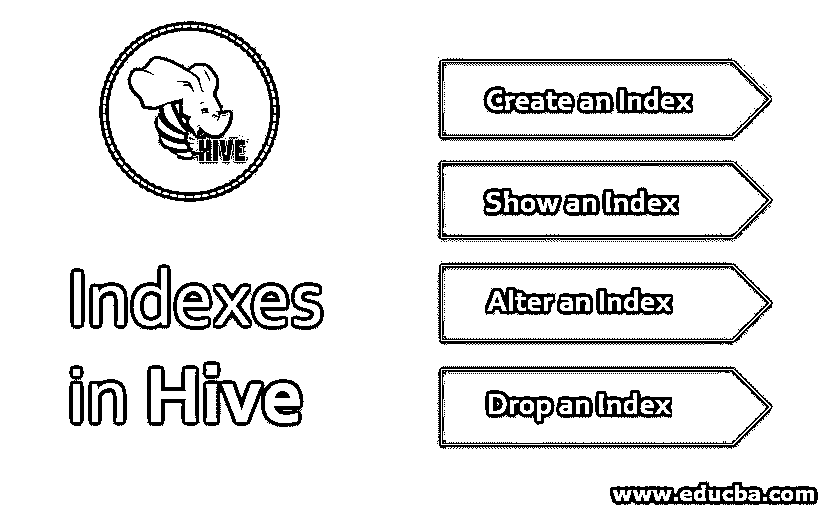 HIVE
Indexes
in Hive
Create an Index
Show an Index
Alter an Index
Drop an Index
www.educba.com